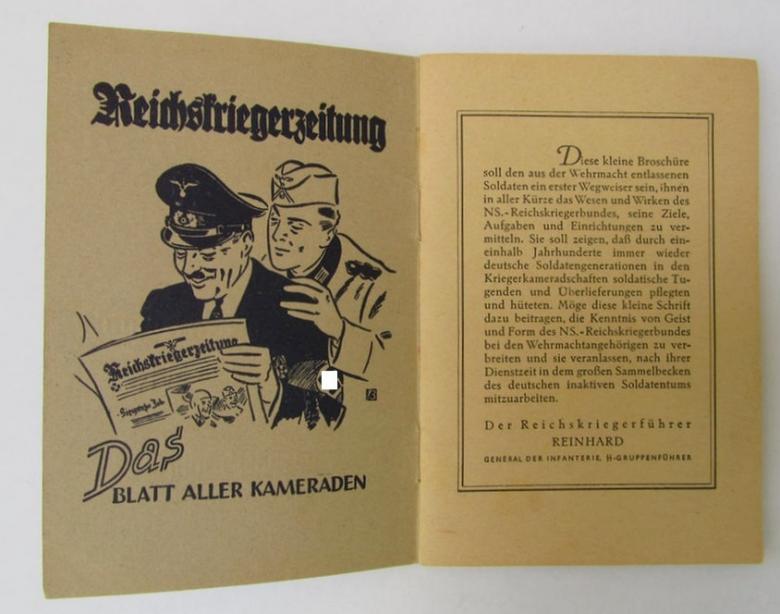 Reichskriegerzeitung
Reichskriegerzeitung
Das
BLATT ALLER KAMERADEN
Diese kleine Broschüre
soll den aus der Wehrmacht entlassenen
Soldaten ein erster Wegweiser sein, ihnen
in aller Kürze das Wesen und Wirken des
NS.-Reichskriegerbundes, seine Ziele,
Aufgaben und Einrichtungen zu ver-
mitteln. Sie soll zeigen, daß durch ein-
einhalb Jahrhunderte immer wieder
deutsche Soldatengenerationen in den
Kriegerkameradschaften soldatische Tu-
genden und Überlieferungen pflegten
und hüteten. Möge diese kleine Schrift
dazu beitragen, die Kenntnis von Geist
und Form des NS.-Reichskriegerbundes
bei den Wehrmachtangehörigen zu ver-
breiten und sie veranlassen, nach ihrer
Dienstzeit in dem großen Sammelbecken
des deutschen inaktiven Soldatentums
mitzuarbeiten.
Der Reichskriegerführer
REINHARD
GENERAL DER INFANTERIE, ᛋᛋ-GRUPPENFÜHRER